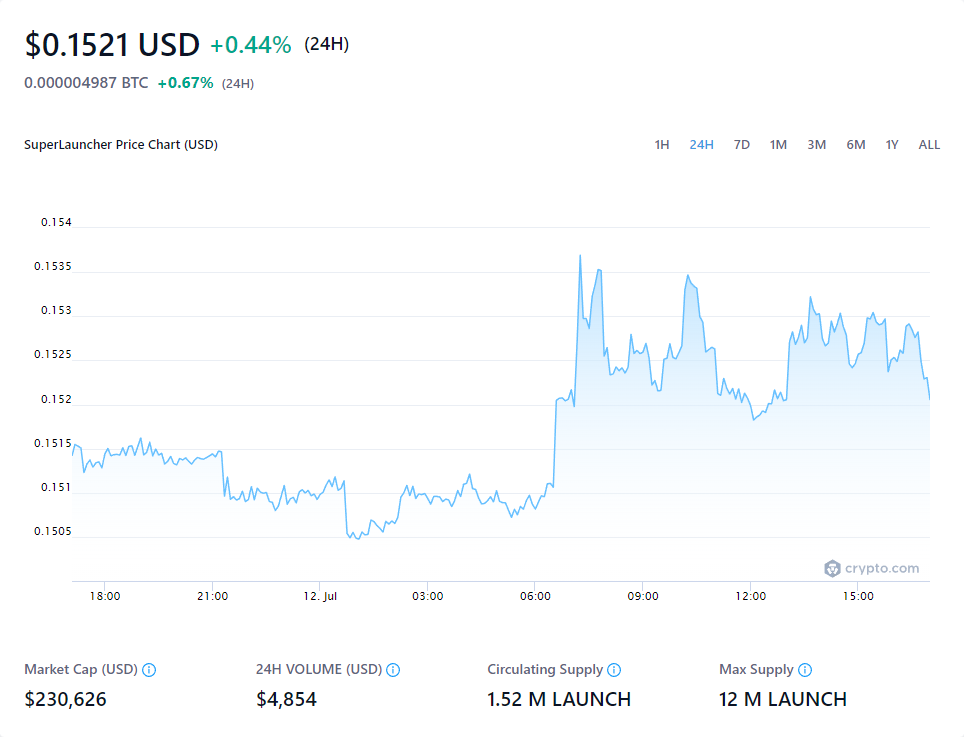 $0.1521 USD +0.44% (24H)
0.000004987 BTC +0.67% (24H)
SuperLauncher Price Chart (USD)
1H 24H 7D 1M 3M 6M 1Y ALL
0.154
0.1535
0.153
0.1525
0.152
0.1515
0.151
0.1505
crypto.com
18:00 21:00 12. Jul 03:00 06:00 09:00 12:00 15:00
Market Cap (USD) 24H VOLUME (USD) Circulating Supply Max Supply
$230,626 $4,854 1.52 M LAUNCH 12 M LAUNCH